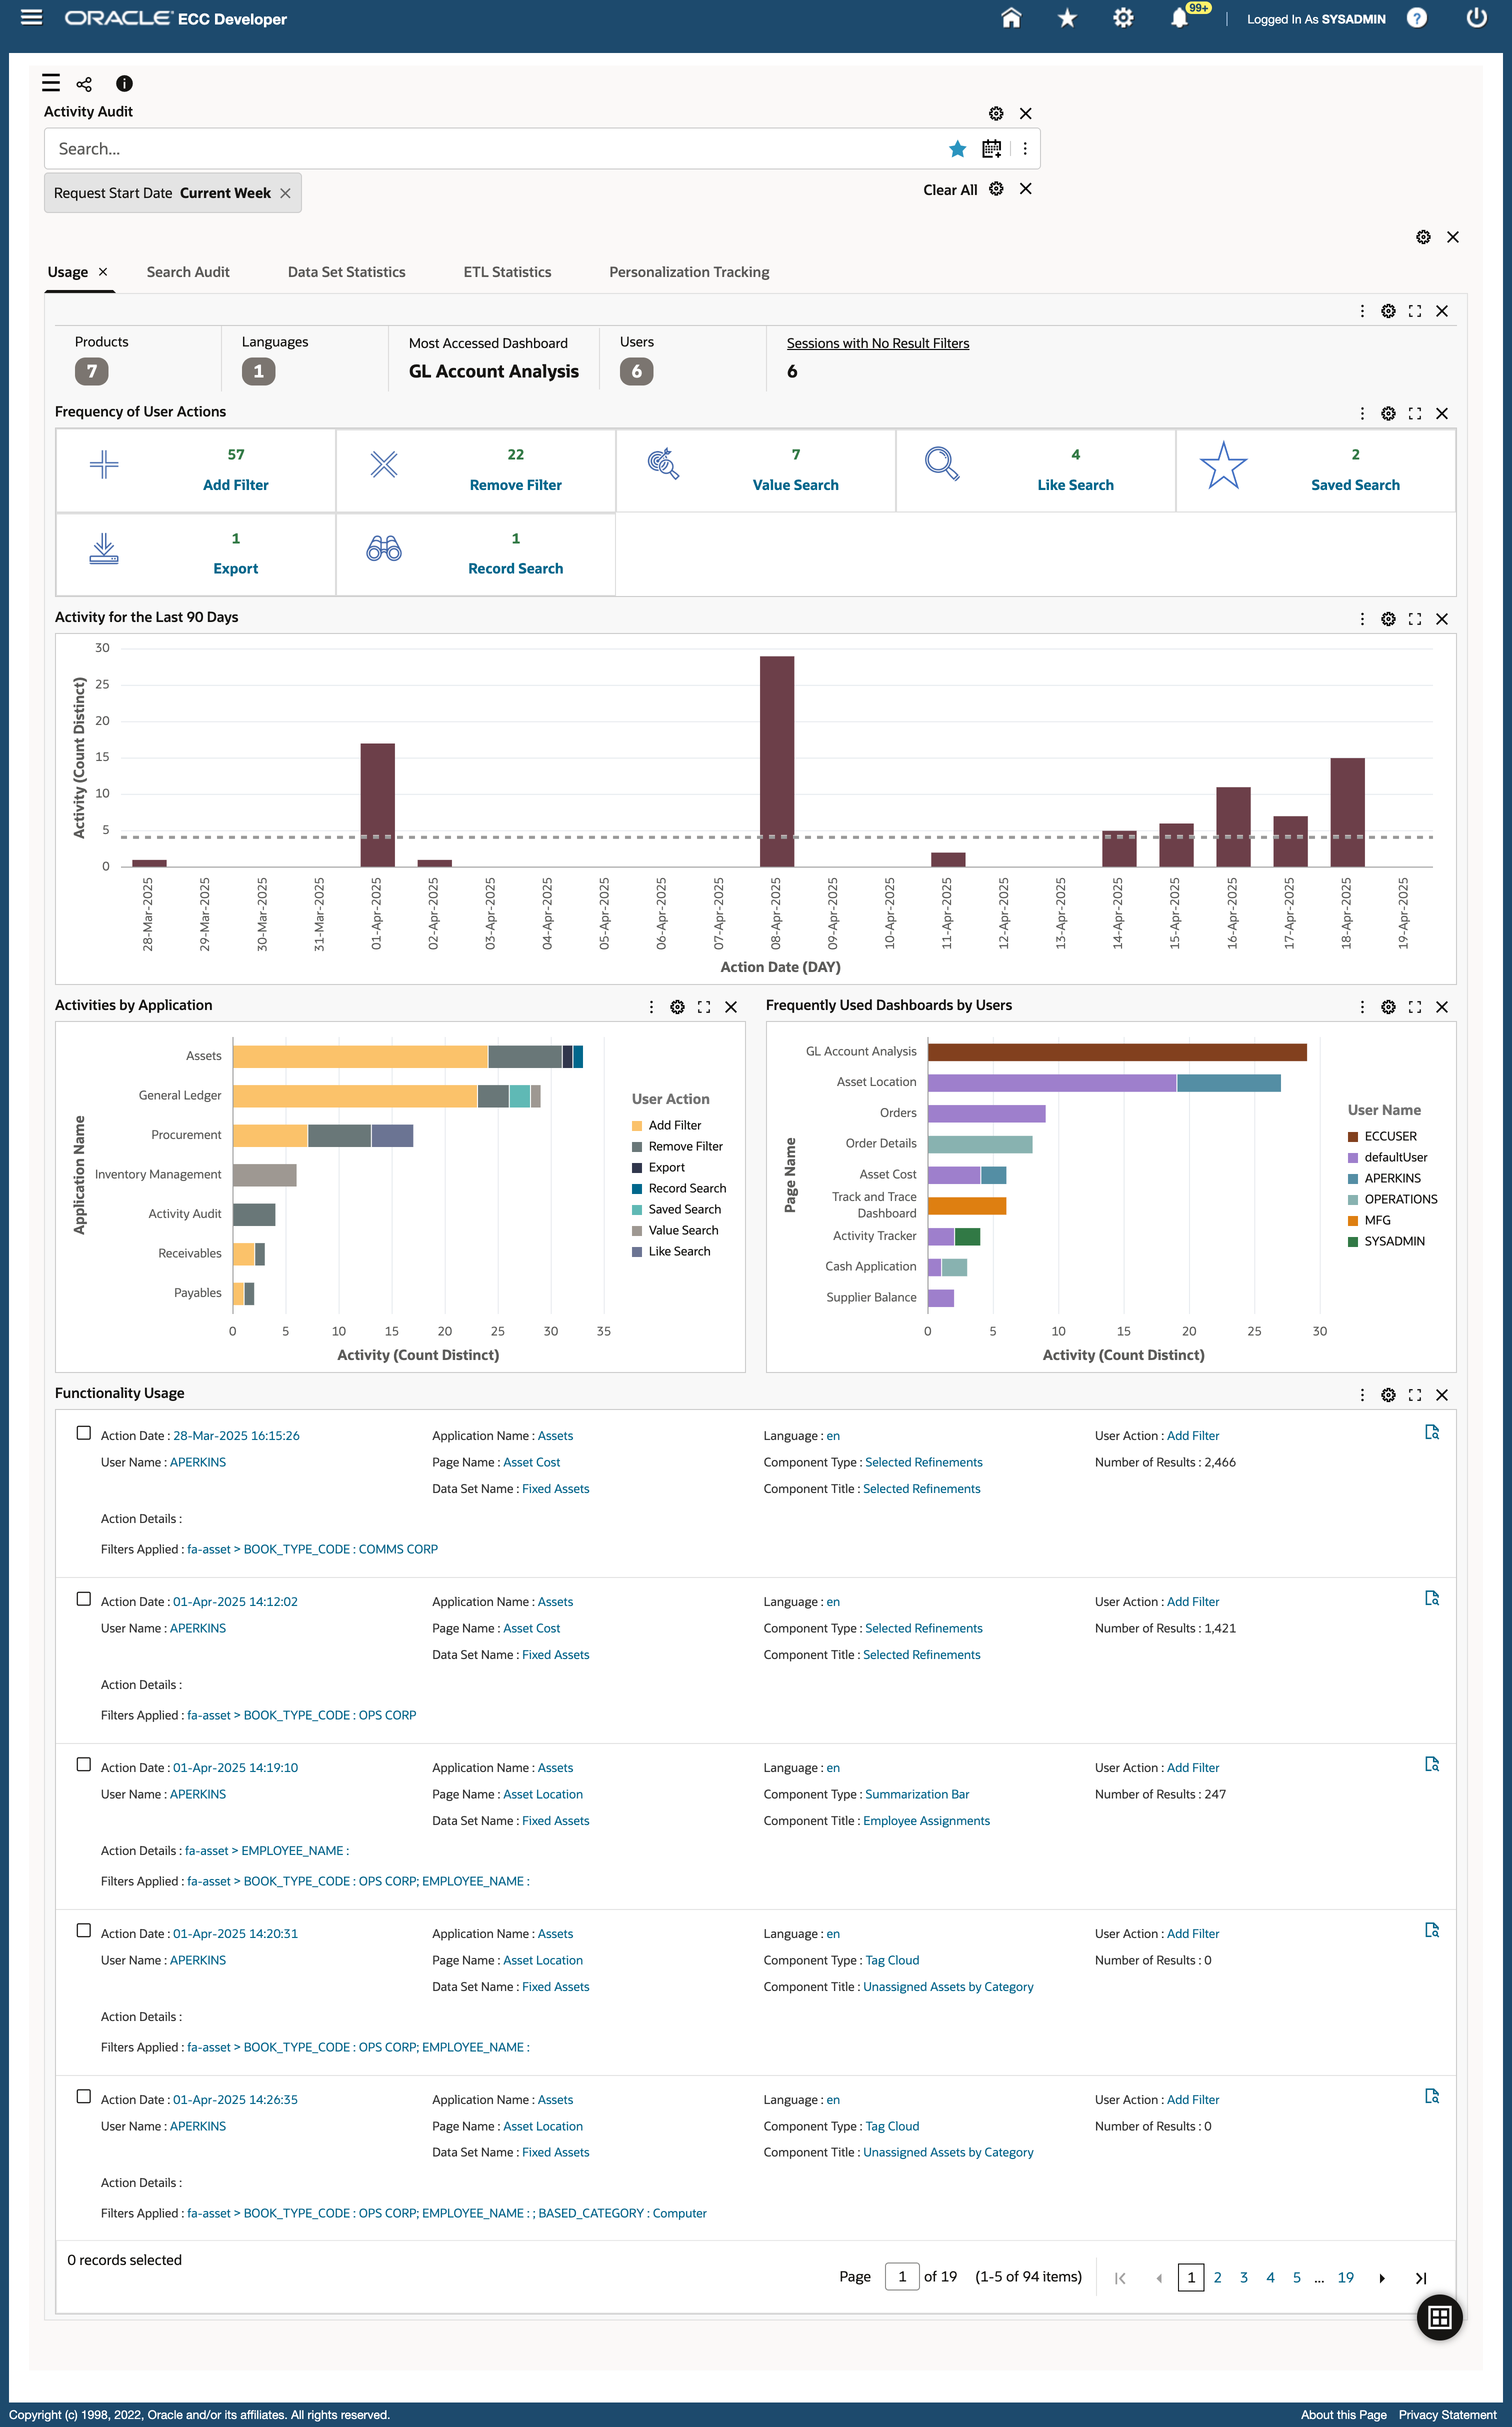 ORACLE ECC Developer
99+
Logged In As SYSADMIN
?
Activity Audit
Search...
Request Start Date Current Week
Clear All
Usage Search Audit Data Set Statistics ETL Statistics Personalization Tracking
Products Languages Most Accessed Dashboard Users Sessions with No Result Filters
7 1 GL Account Analysis 6 6
Frequency of User Actions
57 22 7 4 2
Add Filter Remove Filter Value Search Like Search Saved Search
1 1
Export Record Search
Activity for the Last 90 Days
Activity (Count Distinct)
30
25
20
15
10
5
0
28-Mar-2025 29-Mar-2025 30-Mar-2025 31-Mar-2025 01-Apr-2025 02-Apr-2025 03-Apr-2025 04-Apr-2025 05-Apr-2025 06-Apr-2025 07-Apr-2025 08-Apr-2025 09-Apr-2025 10-Apr-2025 11-Apr-2025 12-Apr-2025 13-Apr-2025 14-Apr-2025 15-Apr-2025 16-Apr-2025 17-Apr-2025 18-Apr-2025 19-Apr-2025
Action Date (DAY)
Activities by Application
Application Name
Assets
General Ledger
Procurement
Inventory Management
Activity Audit
Receivables
Payables
0 5 10 15 20 25 30 35
Activity (Count Distinct)
User Action
Add Filter
Remove Filter
Export
Record Search
Saved Search
Value Search
Like Search
Frequently Used Dashboards by Users
Page Name
GL Account Analysis
Asset Location
Orders
Order Details
Asset Cost
Track and Trace
Dashboard
Activity Tracker
Cash Application
Supplier Balance
0 5 10 15 20 25 30
Activity (Count Distinct)
User Name
ECCUSER
defaultUser
APERKINS
OPERATIONS
MFG
SYSADMIN
Functionality Usage
Action Date : 28-Mar-2025 16:15:26 Application Name : Assets Language : en User Action : Add Filter
User Name : APERKINS Page Name : Asset Cost Component Type : Selected Refinements Number of Results : 2,466
Data Set Name : Fixed Assets Component Title : Selected Refinements
Action Details :
Filters Applied : fa-asset > BOOK_TYPE_CODE : COMMS CORP
Action Date : 01-Apr-2025 14:12:02 Application Name : Assets Language : en User Action : Add Filter
User Name : APERKINS Page Name : Asset Cost Component Type : Selected Refinements Number of Results : 1,421
Data Set Name : Fixed Assets Component Title : Selected Refinements
Action Details :
Filters Applied : fa-asset > BOOK_TYPE_CODE : OPS CORP
Action Date : 01-Apr-2025 14:19:10 Application Name : Assets Language : en User Action : Add Filter
User Name : APERKINS Page Name : Asset Location Component Type : Summarization Bar Number of Results : 247
Data Set Name : Fixed Assets Component Title : Employee Assignments
Action Details : fa-asset > EMPLOYEE_NAME :
Filters Applied : fa-asset > BOOK_TYPE_CODE : OPS CORP; EMPLOYEE_NAME :
Action Date : 01-Apr-2025 14:20:31 Application Name : Assets Language : en User Action : Add Filter
User Name : APERKINS Page Name : Asset Location Component Type : Tag Cloud Number of Results : 0
Data Set Name : Fixed Assets Component Title : Unassigned Assets by Category
Action Details :
Filters Applied : fa-asset > BOOK_TYPE_CODE : OPS CORP; EMPLOYEE_NAME :
Action Date : 01-Apr-2025 14:26:35 Application Name : Assets Language : en User Action : Add Filter
User Name : APERKINS Page Name : Asset Location Component Type : Tag Cloud Number of Results : 0
Data Set Name : Fixed Assets Component Title : Unassigned Assets by Category
Action Details :
Filters Applied : fa-asset > BOOK_TYPE_CODE : OPS CORP; EMPLOYEE_NAME : ; BASED_CATEGORY : Computer
0 records selected
Page 1 of 19 (1-5 of 94 items) 1 2 3 4 5 ... 19
Copyright (c) 1998, 2022, Oracle and/or its affiliates. All rights reserved.
About this Page Privacy Statement